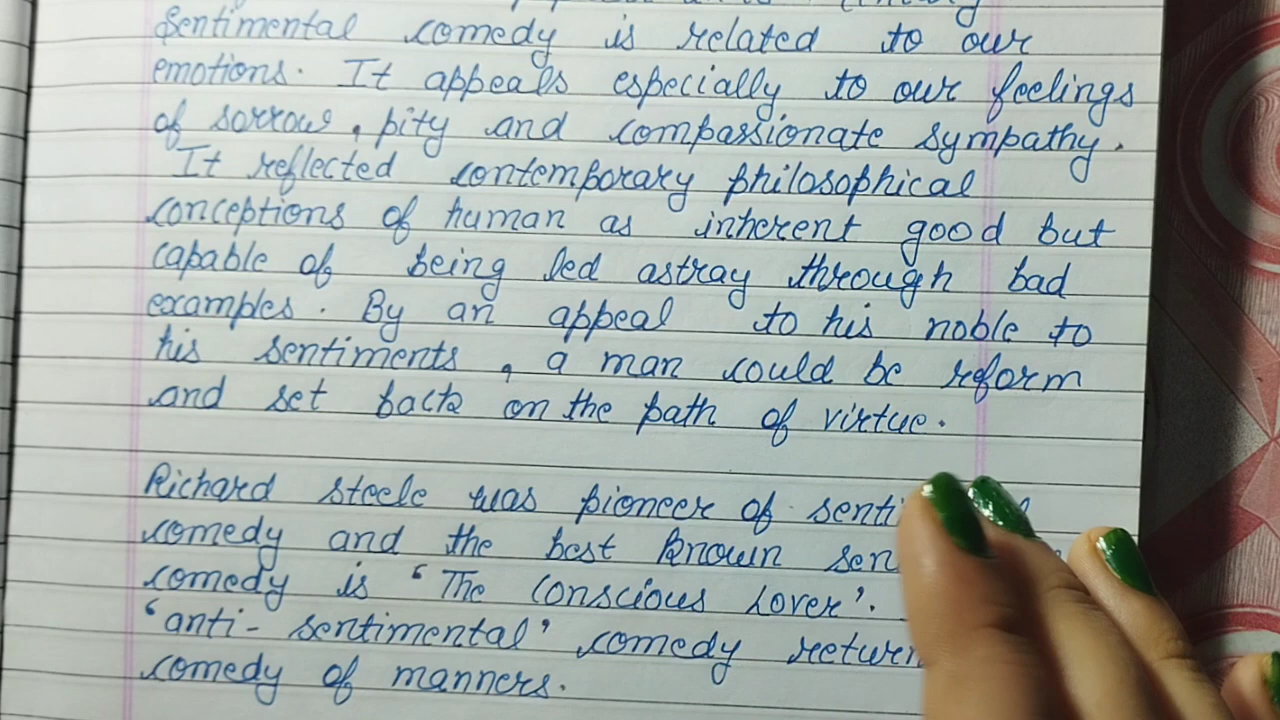 Sentimental comedy is related to our
emotions. It appeals especially to our feelings
of sorrow, pity and compassionate sympathy.
It reflected contemporary philosophical
conceptions of human as inherent good but
capable of being led astray through bad
examples. By an appeal to his noble to
his sentiments, a man could be reform
and set back on the path of virtue.
Richard steele was pioneer of
comedy and the best known
comedy is 'The Conscious Lover'.
'anti-sentimental' comedy
comedy of manners.